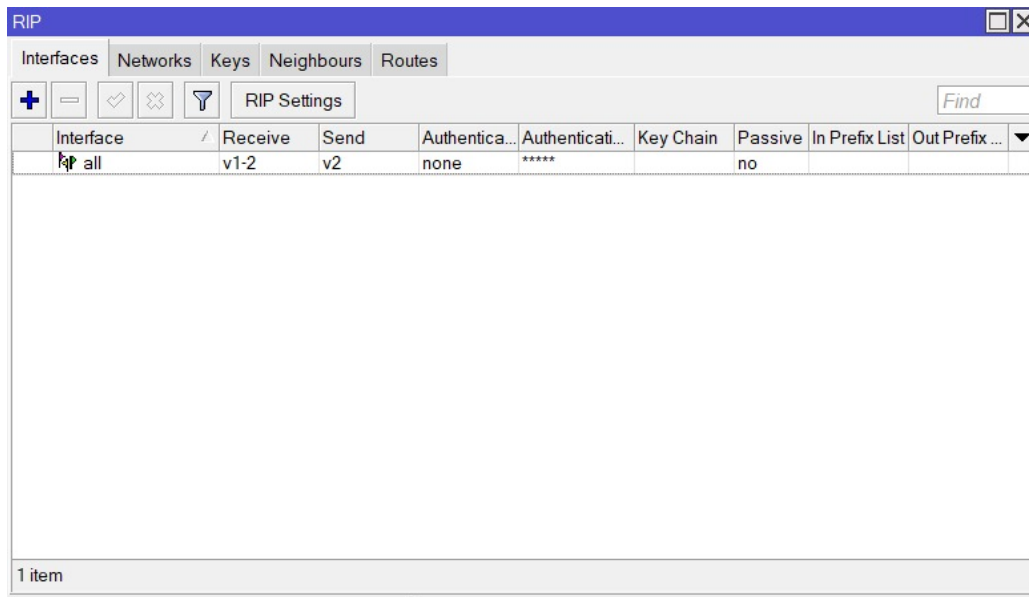 RIP
Interfaces Networks Keys Neighbours Routes
RIP Settings Find
Interface Receive Send Authentica... Authenticati... Key Chain Passive In Prefix List Out Prefix ...
all v1-2 v2 none ***** no
1 item